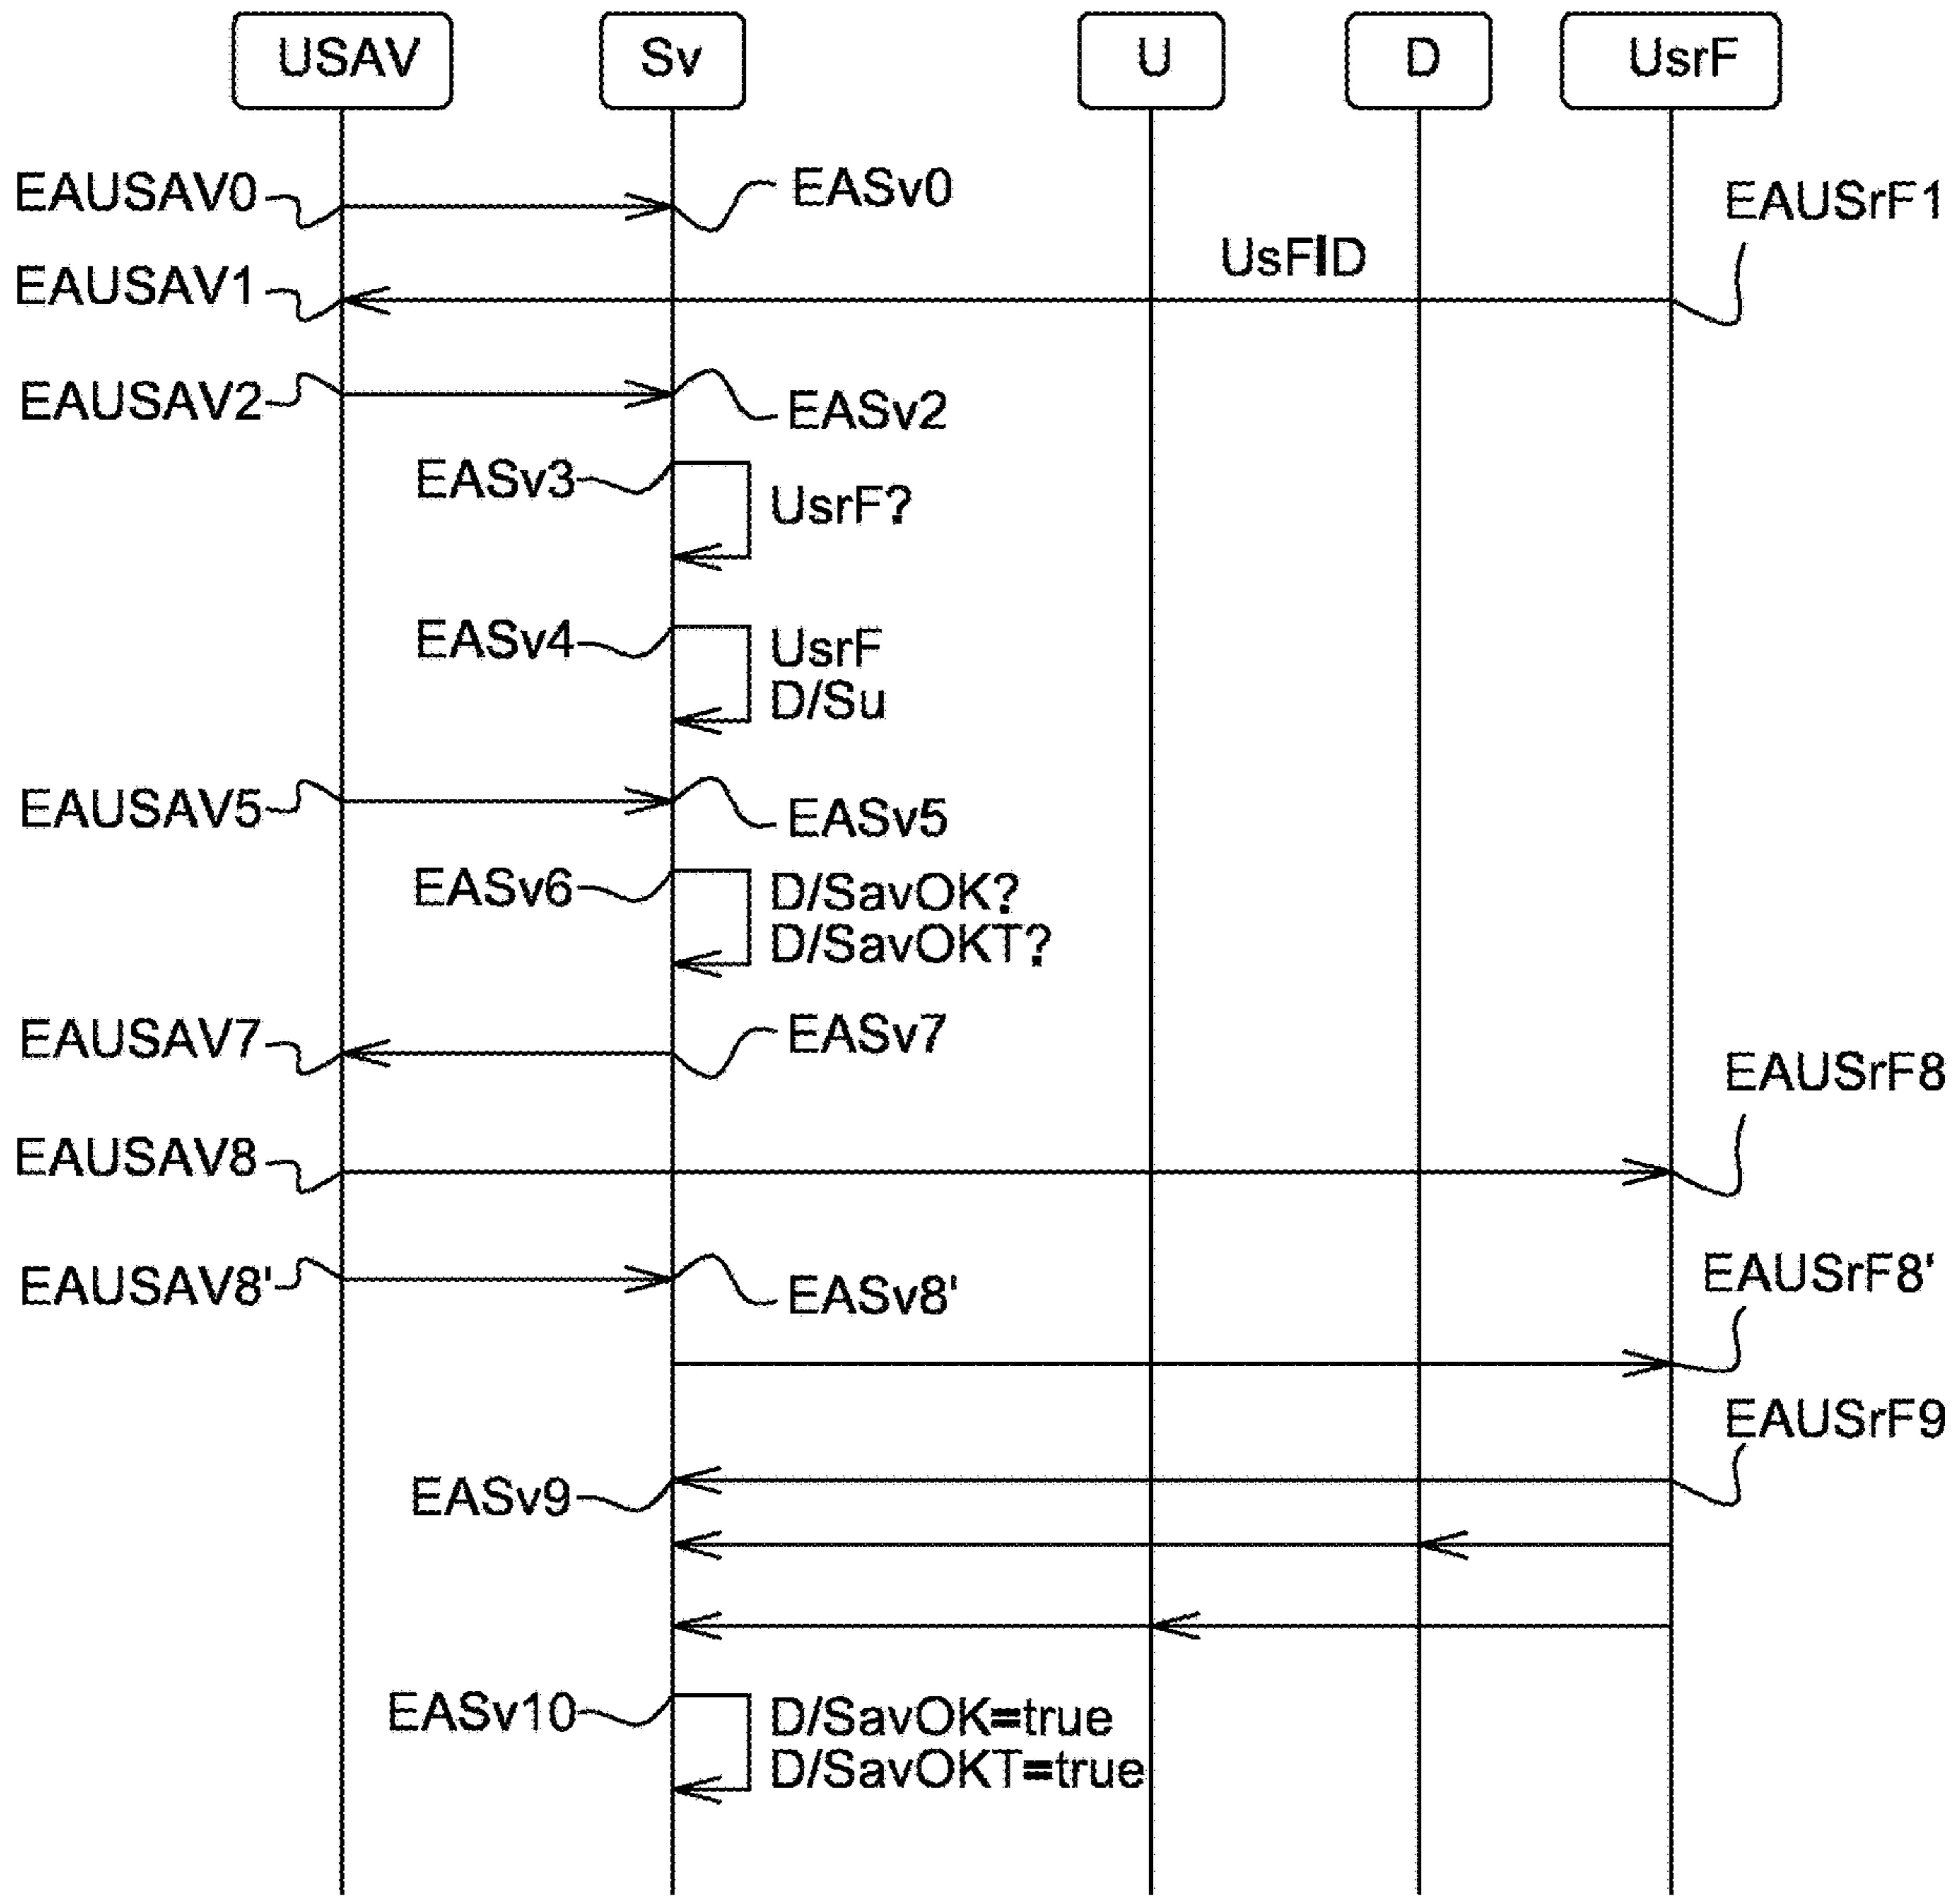 USAV
Sv
U
D
UsrF
EAUSAV0
EASv0
EAUSrF1
UsFID
EAUSAV1
EAUSAV2
EASv2
EASv3
UsrF?
EASv4
UsrF
D/Su
EAUSAV5
EASv5
EASv6
D/SavOK?
D/SavOKT?
EAUSAV7
EASv7
EAUSrF8
EAUSAV8
EAUSrF8'
EAUSAV8'
EASv8'
EAUSrF9
EASv9
EASv10
D/SavOK=true
D/SavOKT=true